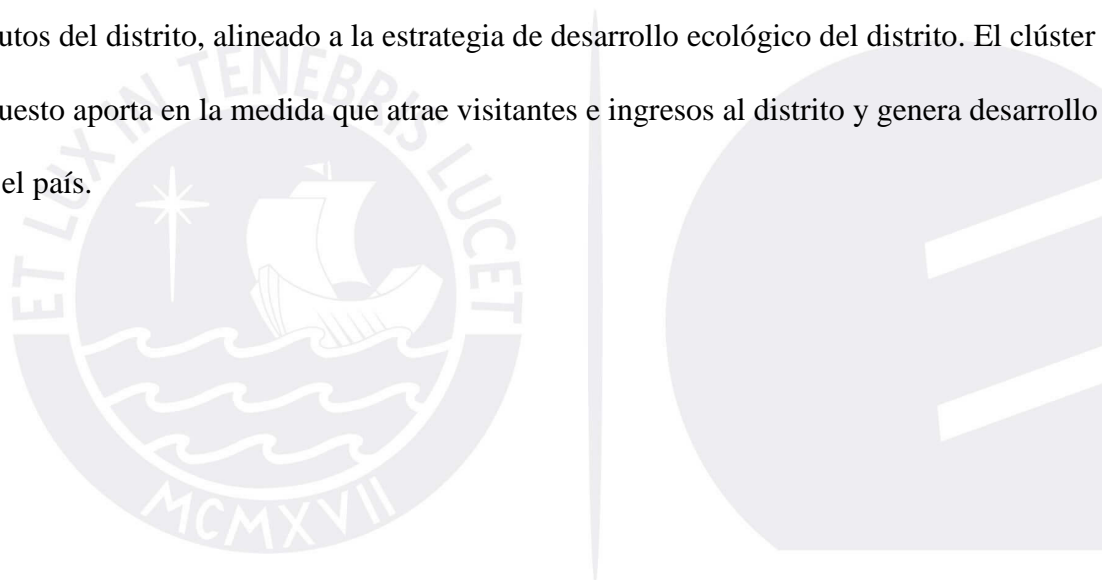 utos del distrito, alineado a la estrategia de desarrollo ecológico del distrito. El clúster
uesto aporta en la medida que atrae visitantes e ingresos al distrito y genera desarrollo
el país.
ET LUX IN TENEBRIS LUCET
MCMXVII